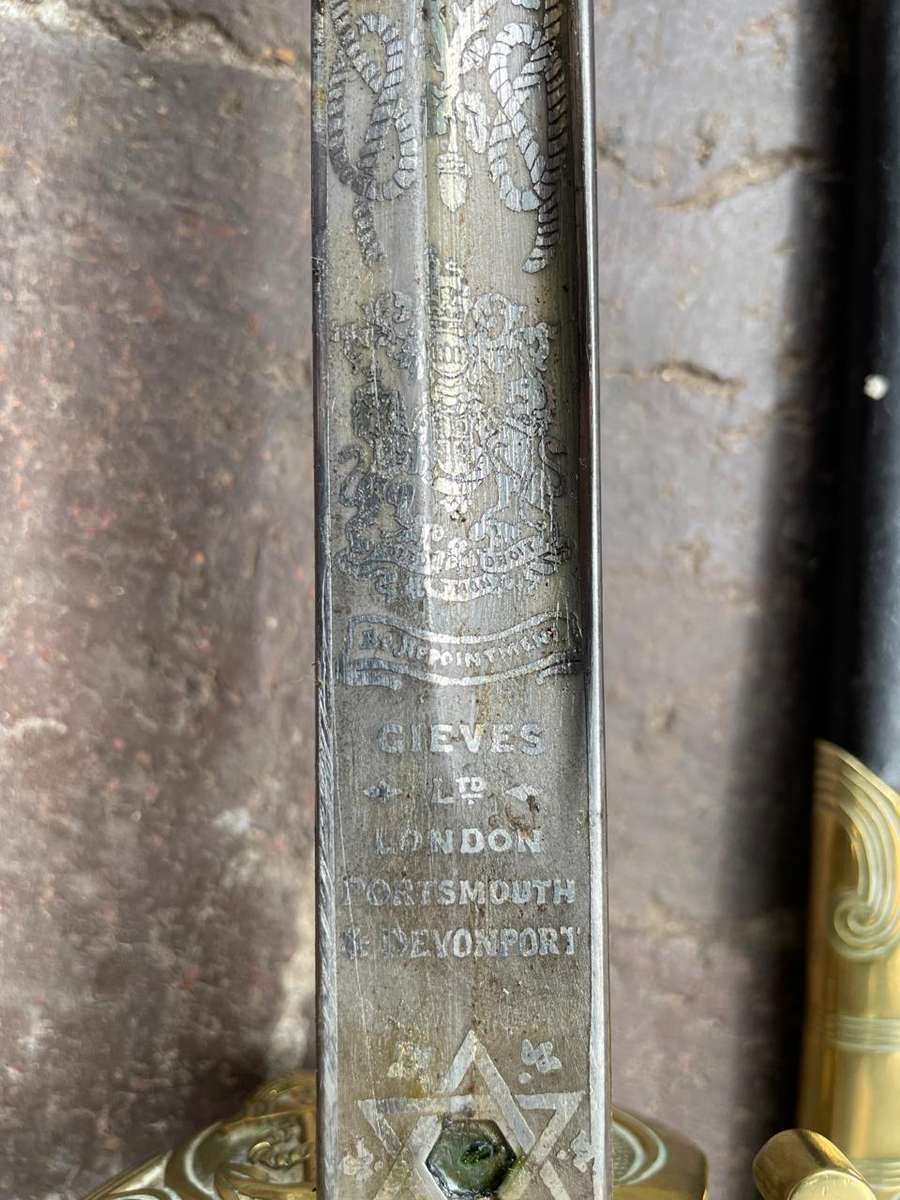 BY APPOINTMENT
GIEVES
LTD
LONDON
PORTSMOUTH
& DEVONPORT